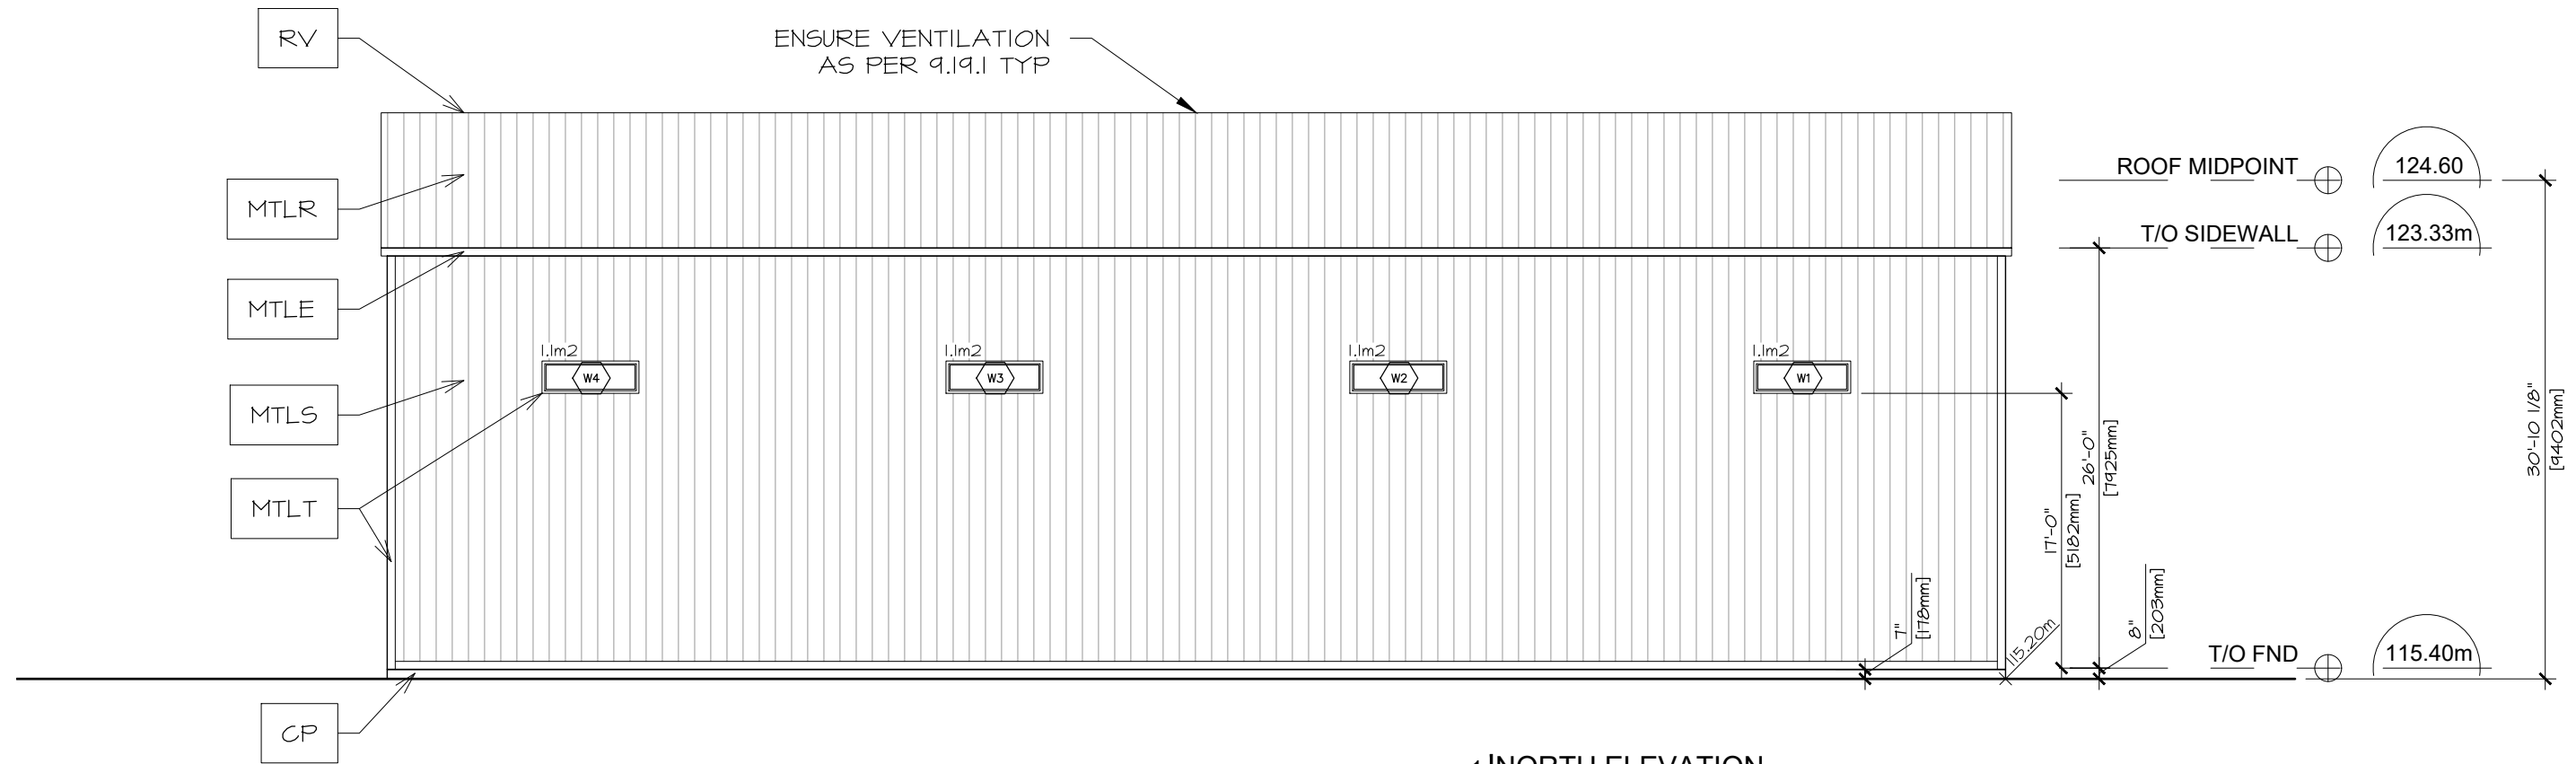 RV
ENSURE VENTILATION
AS PER 9.19.1 TYP
ROOF MIDPOINT
124.60
MTLR
T/O SIDEWALL
123.33m
MTLE
1.1m2
1.1m2
1.1m2
1.1m2
W4
W3
W2
W1
MTLS
30'-10 1/8"
[9402mm]
26'-0"
[7925mm]
MTLT
17'-0"
[5182mm]
7"
[178mm]
115.20m
8"
[203mm]
T/O FND
115.40m
CP
NORTH ELEVATION